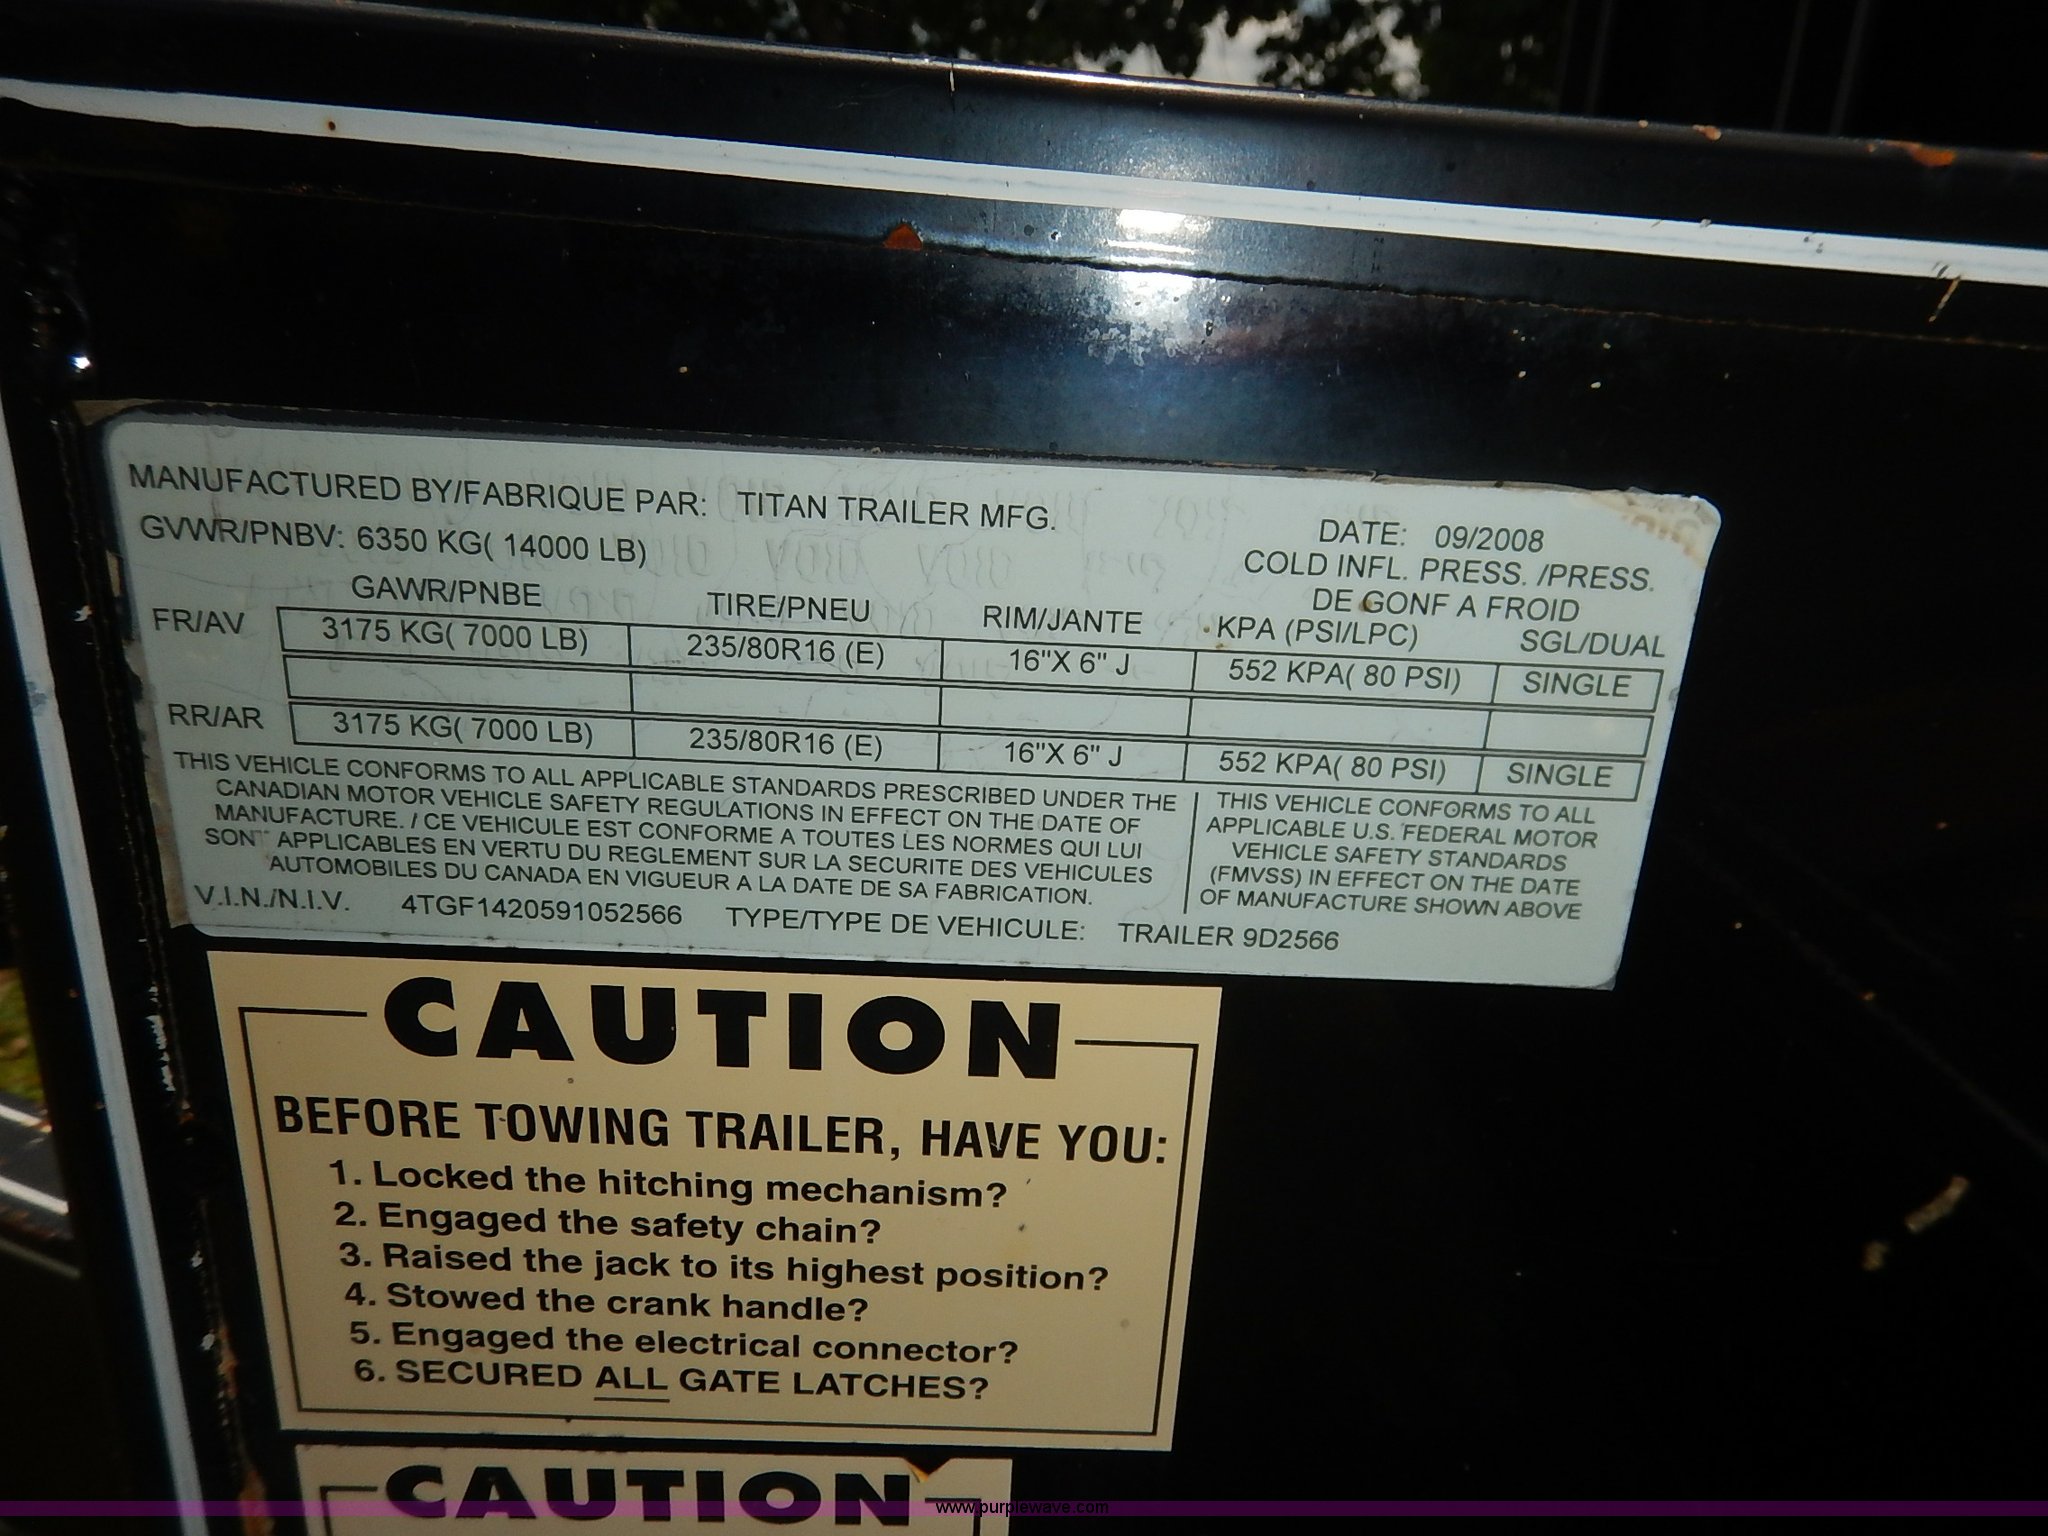 MANUFACTURED BY/FABRIQUE PAR: TITAN TRAILER MFG.
GVWR/PNBV: 6350 KG( 14000 LB)
DATE: 09/2008
COLD INFL. PRESS. /PRESS.
DE GONF A FROID
GAWR/PNBE TIRE/PNEU RIM/JANTE KPA (PSI/LPC) SGL/DUAL
FR/AV 3175 KG( 7000 LB) 235/80R16 (E) 16"X 6" J 552 KPA( 80 PSI) SINGLE
RR/AR 3175 KG( 7000 LB) 235/80R16 (E) 16"X 6" J 552 KPA( 80 PSI) SINGLE
THIS VEHICLE CONFORMS TO ALL APPLICABLE STANDARDS PRESCRIBED UNDER THE
CANADIAN MOTOR VEHICLE SAFETY REGULATIONS IN EFFECT ON THE DATE OF
MANUFACTURE. / CE VEHICULE EST CONFORME A TOUTES LES NORMES QUI LUI
SONT APPLICABLES EN VERTU DU REGLEMENT SUR LA SECURITE DES VEHICULES
AUTOMOBILES DU CANADA EN VIGUEUR A LA DATE DE SA FABRICATION.
THIS VEHICLE CONFORMS TO ALL
APPLICABLE U.S. FEDERAL MOTOR
VEHICLE SAFETY STANDARDS
(FMVSS) IN EFFECT ON THE DATE
OF MANUFACTURE SHOWN ABOVE
V.I.N./N.I.V. 4TGF1420591052566 TYPE/TYPE DE VEHICULE: TRAILER 9D2566
CAUTION
BEFORE TOWING TRAILER, HAVE YOU:
1. Locked the hitching mechanism?
2. Engaged the safety chain?
3. Raised the jack to its highest position?
4. Stowed the crank handle?
5. Engaged the electrical connector?
6. SECURED ALL GATE LATCHES?
CAUTION
www.purplewave.com